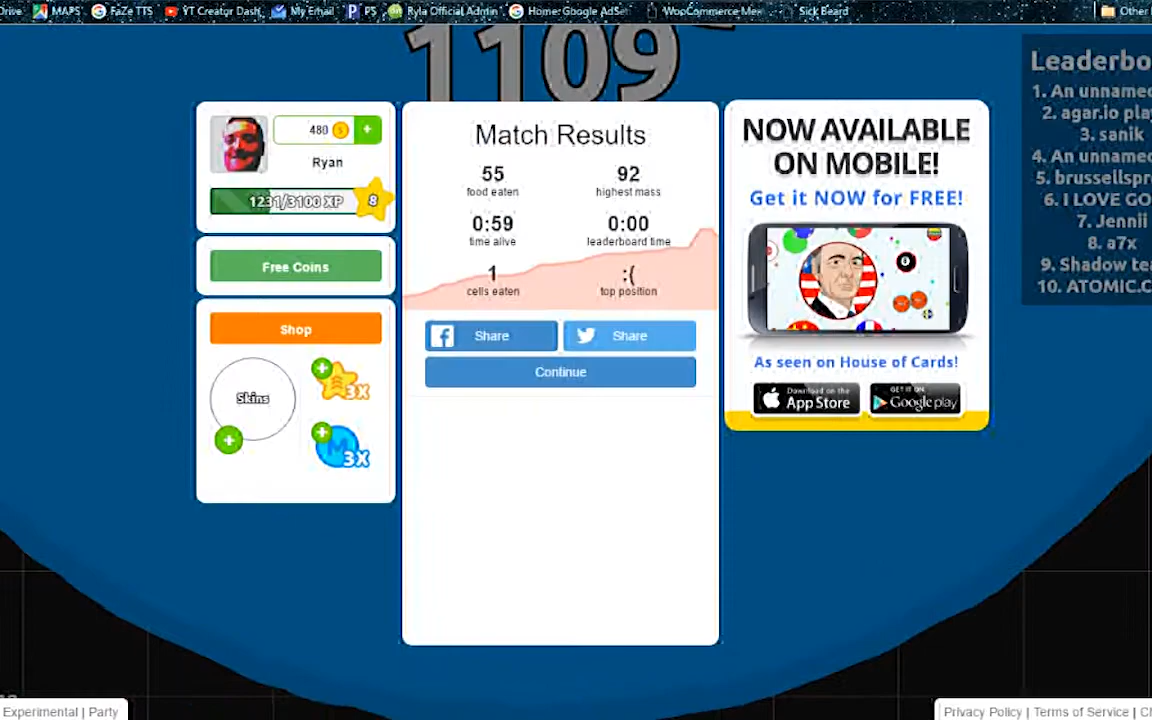 Drive MAPS FaZe TTS YT Creator Dash My Email PS Ryla Official Admin Home: Google AdSe WooCommerce Me Sick Beard Other
1109
Leaderbo
1. An unnamed
2. agar.io pla
3. sanik
4. An unnamed
5. brussellspr
6. I LOVE GO
7. Jennii
8. a7x
9. Shadow tea
10. ATOMIC.C
480
Ryan
1231/3100 XP 8
Free Coins
Shop
Skins
3X
M 3X
Match Results
55 92
food eaten highest mass
0:59 0:00
time alive leaderboard time
1 :(
cells eaten top position
Share Share
Continue
NOW AVAILABLE
ON MOBILE!
Get it NOW for FREE!
As seen on House of Cards!
Download on the
App Store
GET IT ON
Google play
Experimental | Party
Privacy Policy | Terms of Service |